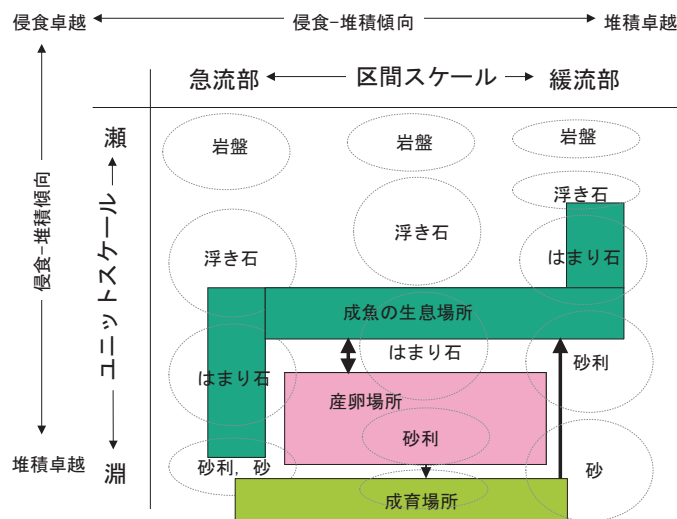 侵食卓越
侵食-堆積傾向
堆積卓越
急流部
区間スケール
緩流部
瀬
ユニットスケール
淵
侵食-堆積傾向
堆積卓越
岩盤
岩盤
岩盤
浮き石
浮き石
浮き石
はまり石
成魚の生息場所
はまり石
はまり石
砂利
産卵場所
砂利
砂利，砂
砂
成育場所